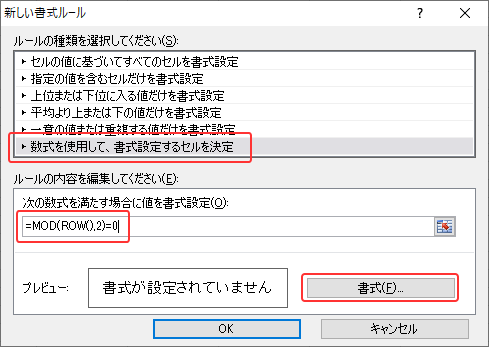 新しい書式ルール ? ×
ルールの種類を選択してください(S):
► セルの値に基づいてすべてのセルを書式設定
► 指定の値を含むセルだけを書式設定
► 上位または下位に入る値だけを書式設定
► 平均より上または下の値だけを書式設定
► 一意の値または重複する値だけを書式設定
► 数式を使用して、書式設定するセルを決定
ルールの内容を編集してください(E):
次の数式を満たす場合に値を書式設定(O):
=MOD(ROW(),2)=0
プレビュー: 書式が設定されていません 書式(F)...
OK キャンセル